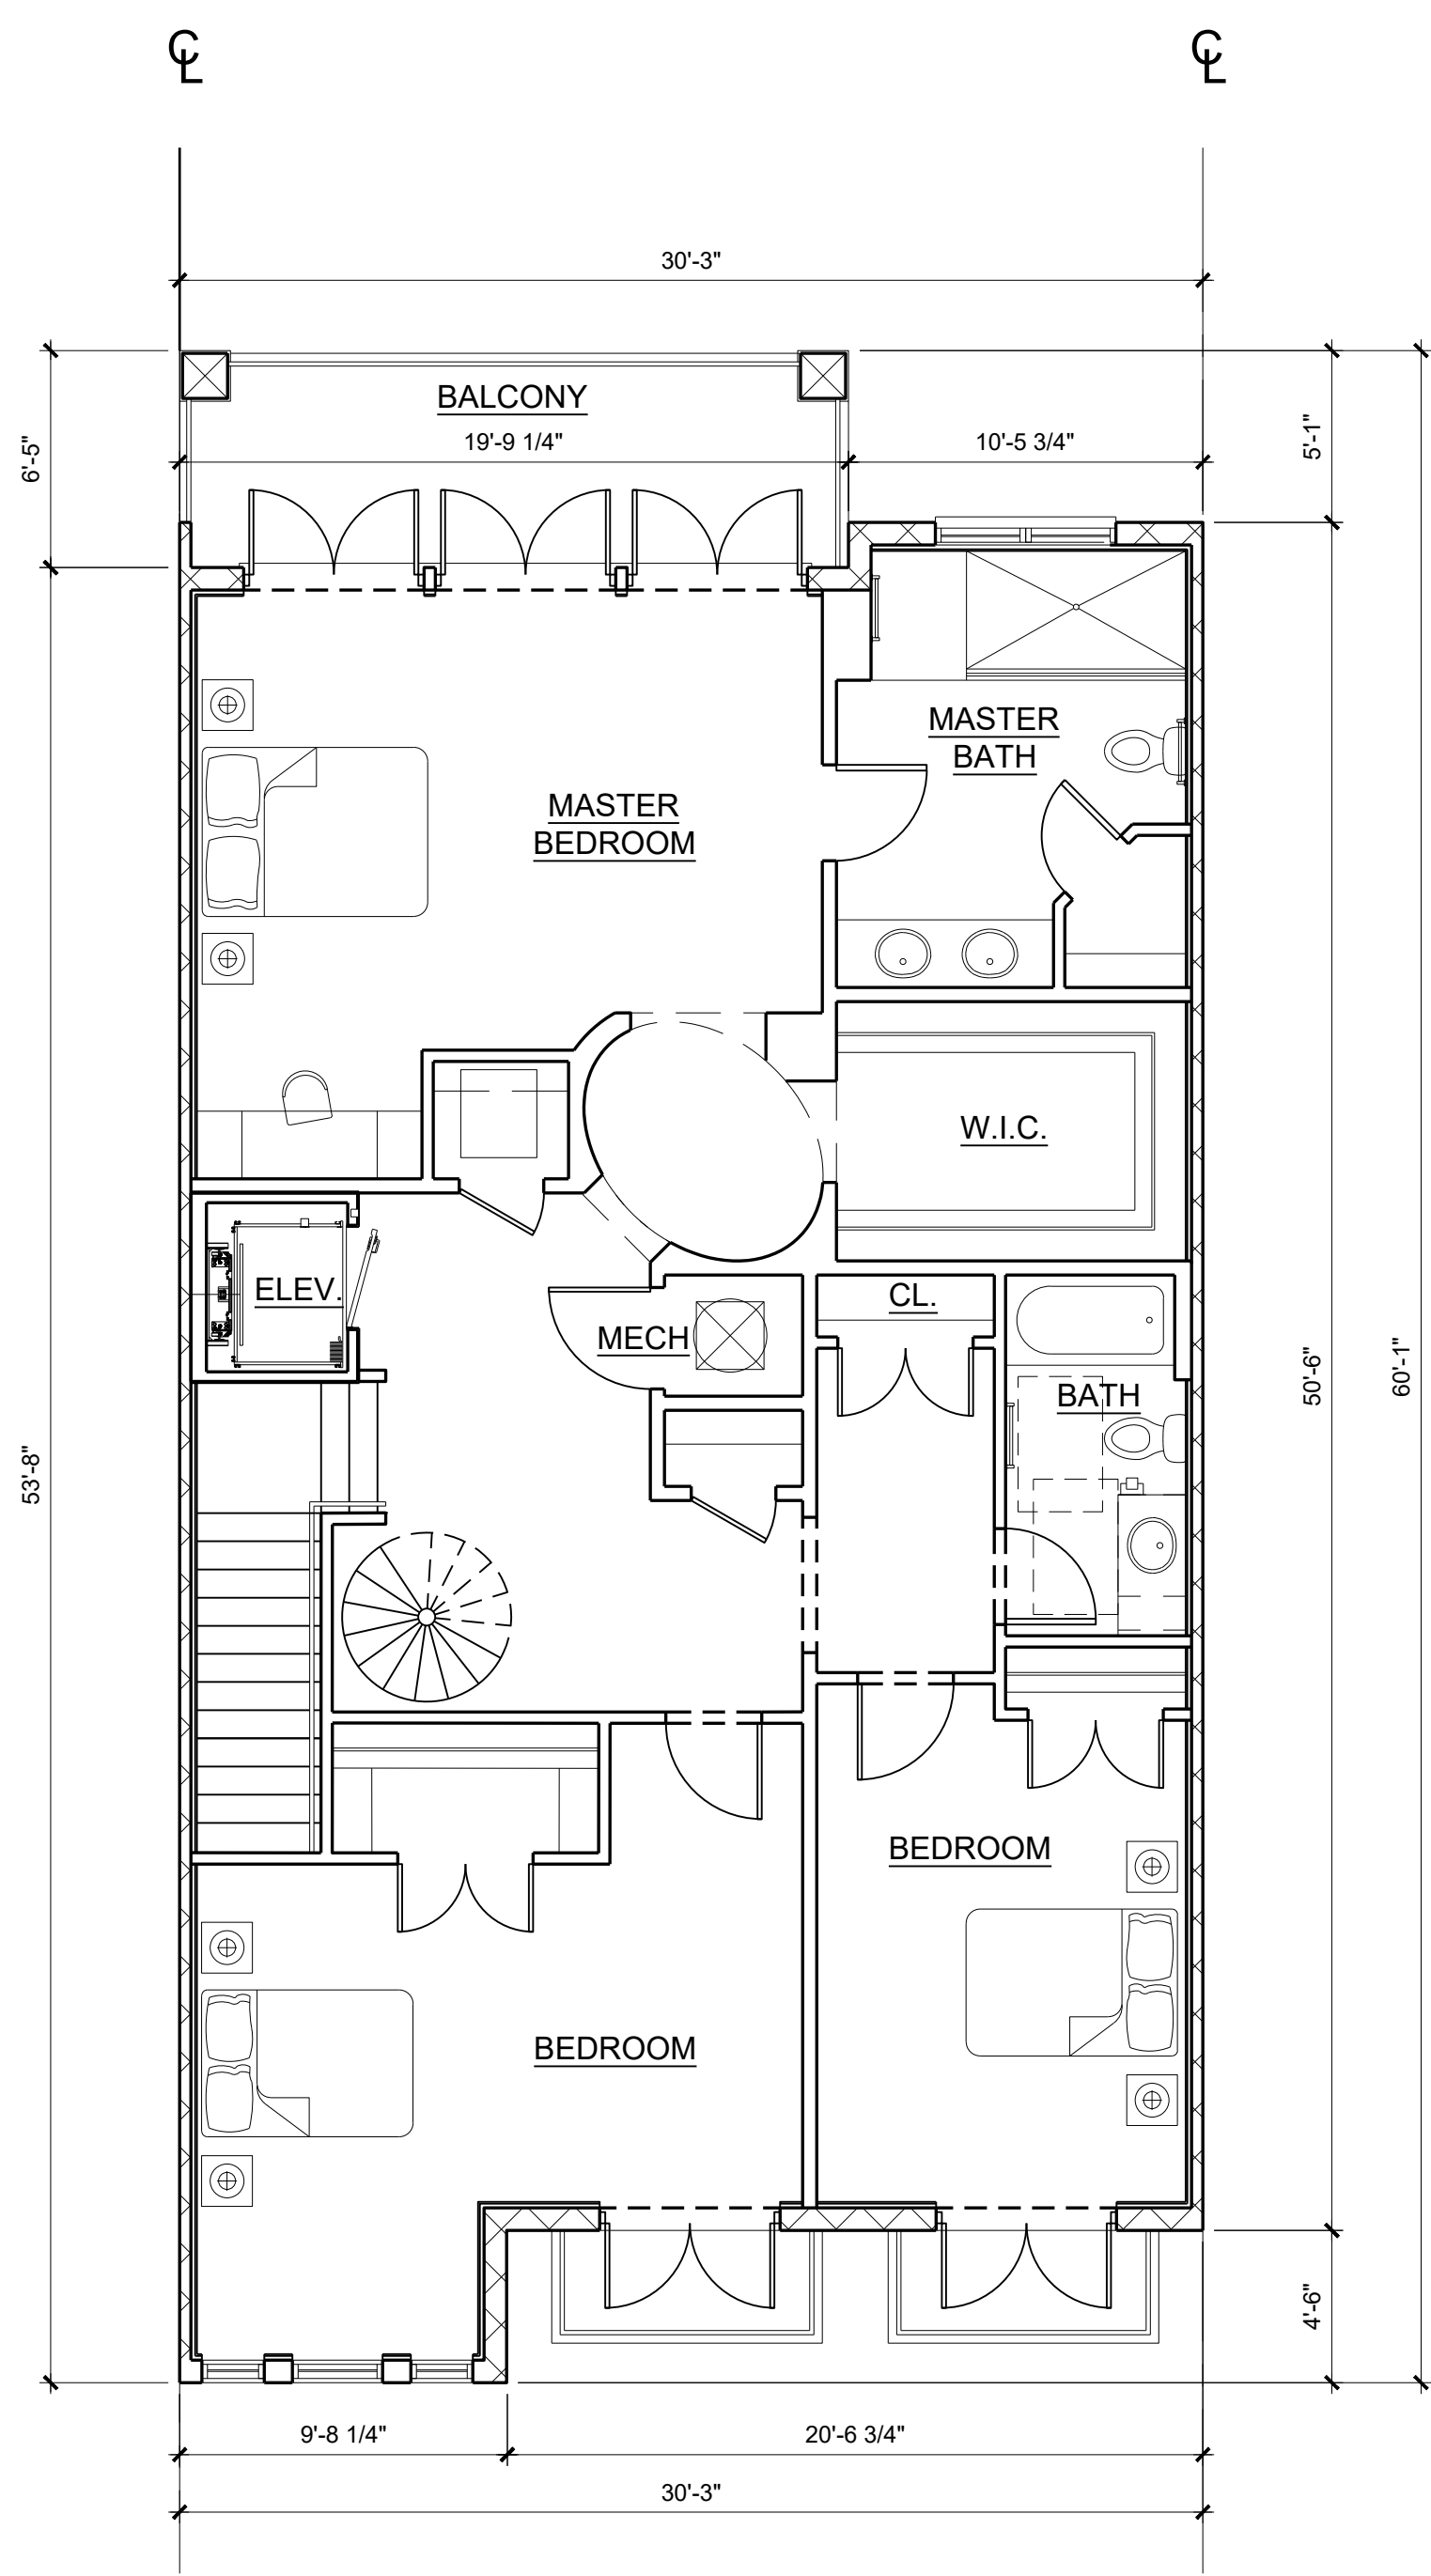 ℄ ℄
30'-3"
BALCONY
19'-9 1/4" 10'-5 3/4"
6'-5" 5'-1"
MASTER
BATH
MASTER
BEDROOM
W.I.C.
ELEV. CL.
MECH
BATH
53'-8" 50'-6" 60'-1"
BEDROOM
BEDROOM
4'-6"
9'-8 1/4" 20'-6 3/4"
30'-3"